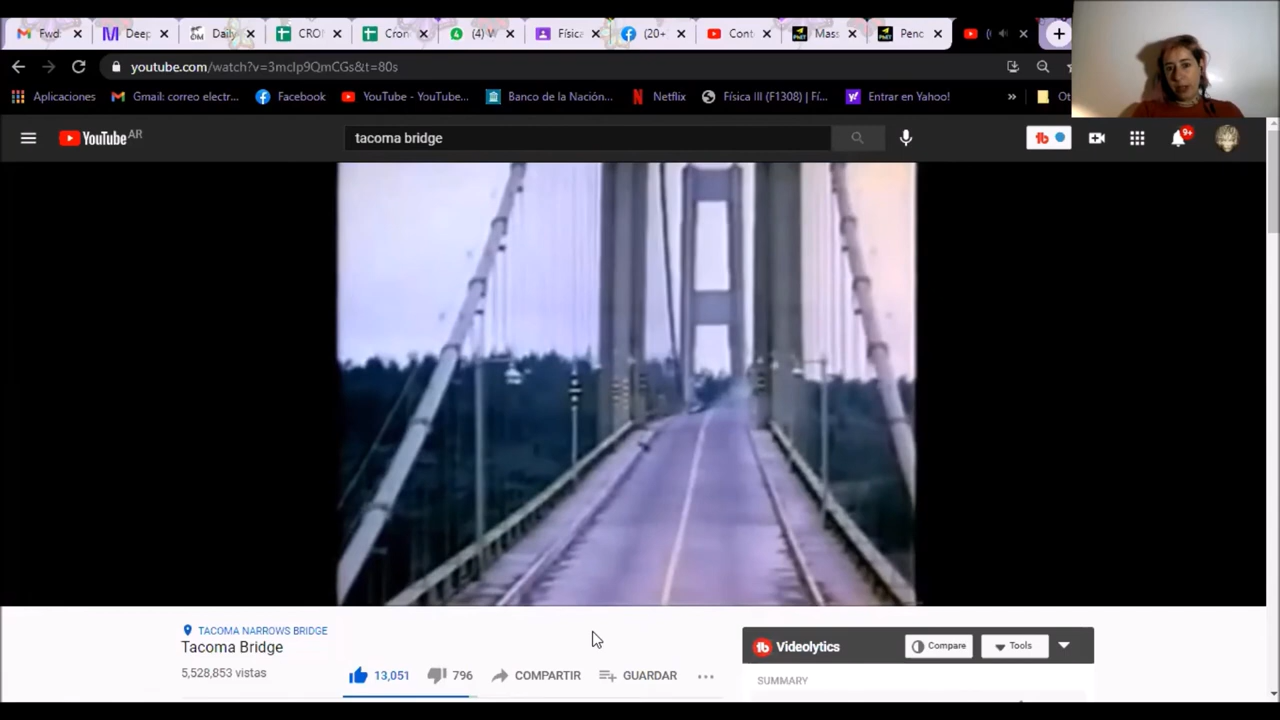 Fwd:
Deep
Daily
CRO
Cron
(4) W
Física
(20+
Cont
Mass
Penc
youtube.com/watch?v=3mclp9QmCGs&t=80s
Aplicaciones
Gmail: correo electr...
Facebook
YouTube - YouTube...
Banco de la Nación...
Netflix
Física III (F1308) | Fí...
Entrar en Yahoo!
»
Ot
YouTube AR
tacoma bridge
9+
TACOMA NARROWS BRIDGE
Tacoma Bridge
5,528,853 vistas
13,051
796
COMPARTIR
GUARDAR
Videolytics
Compare
Tools
SUMMARY